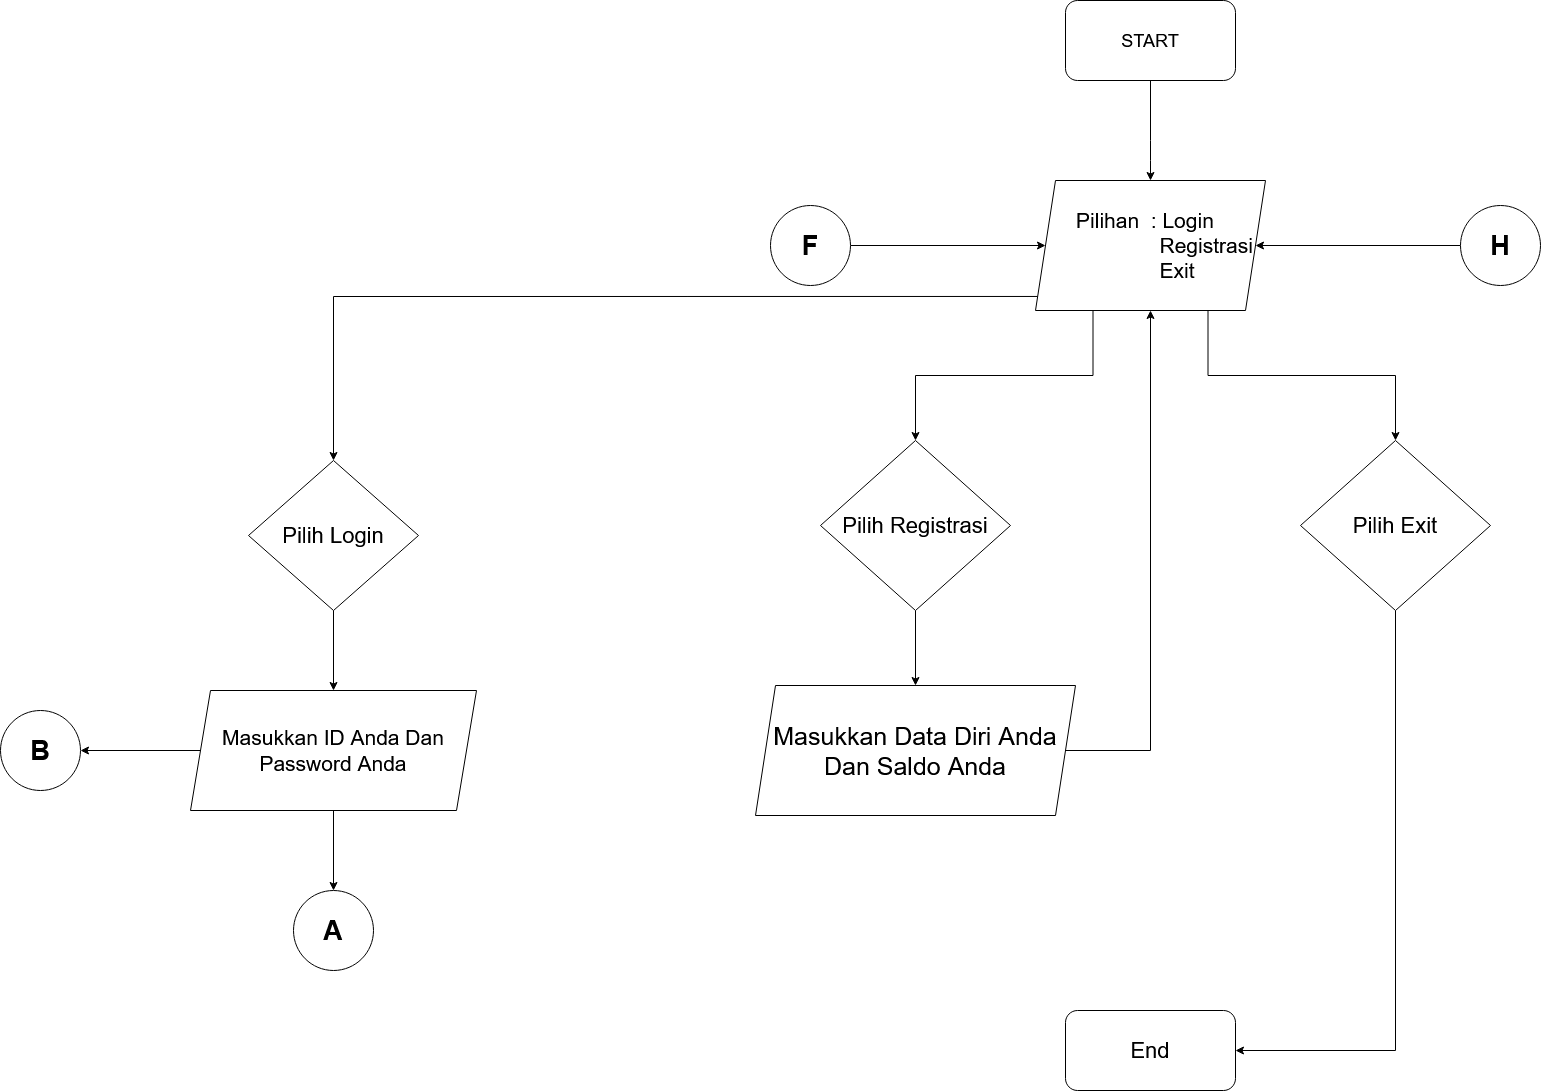 START
F
Pilihan : Login
Registrasi
Exit
H
Pilih Login
Pilih Registrasi
Pilih Exit
B
Masukkan ID Anda Dan
Password Anda
Masukkan Data Diri Anda
Dan Saldo Anda
A
End